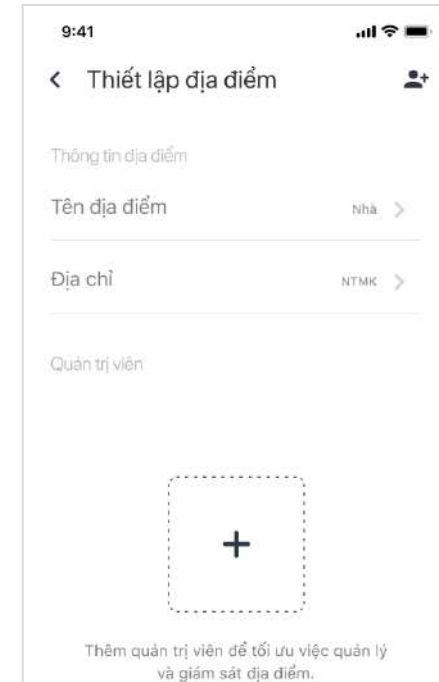 9:41
Thiết lập địa điểm
Thông tin địa điểm
Tên địa điểm Nhà
Địa chỉ NTMK
Quản trị viên
Thêm quản trị viên để tối ưu việc quản lý
và giám sát địa điểm.